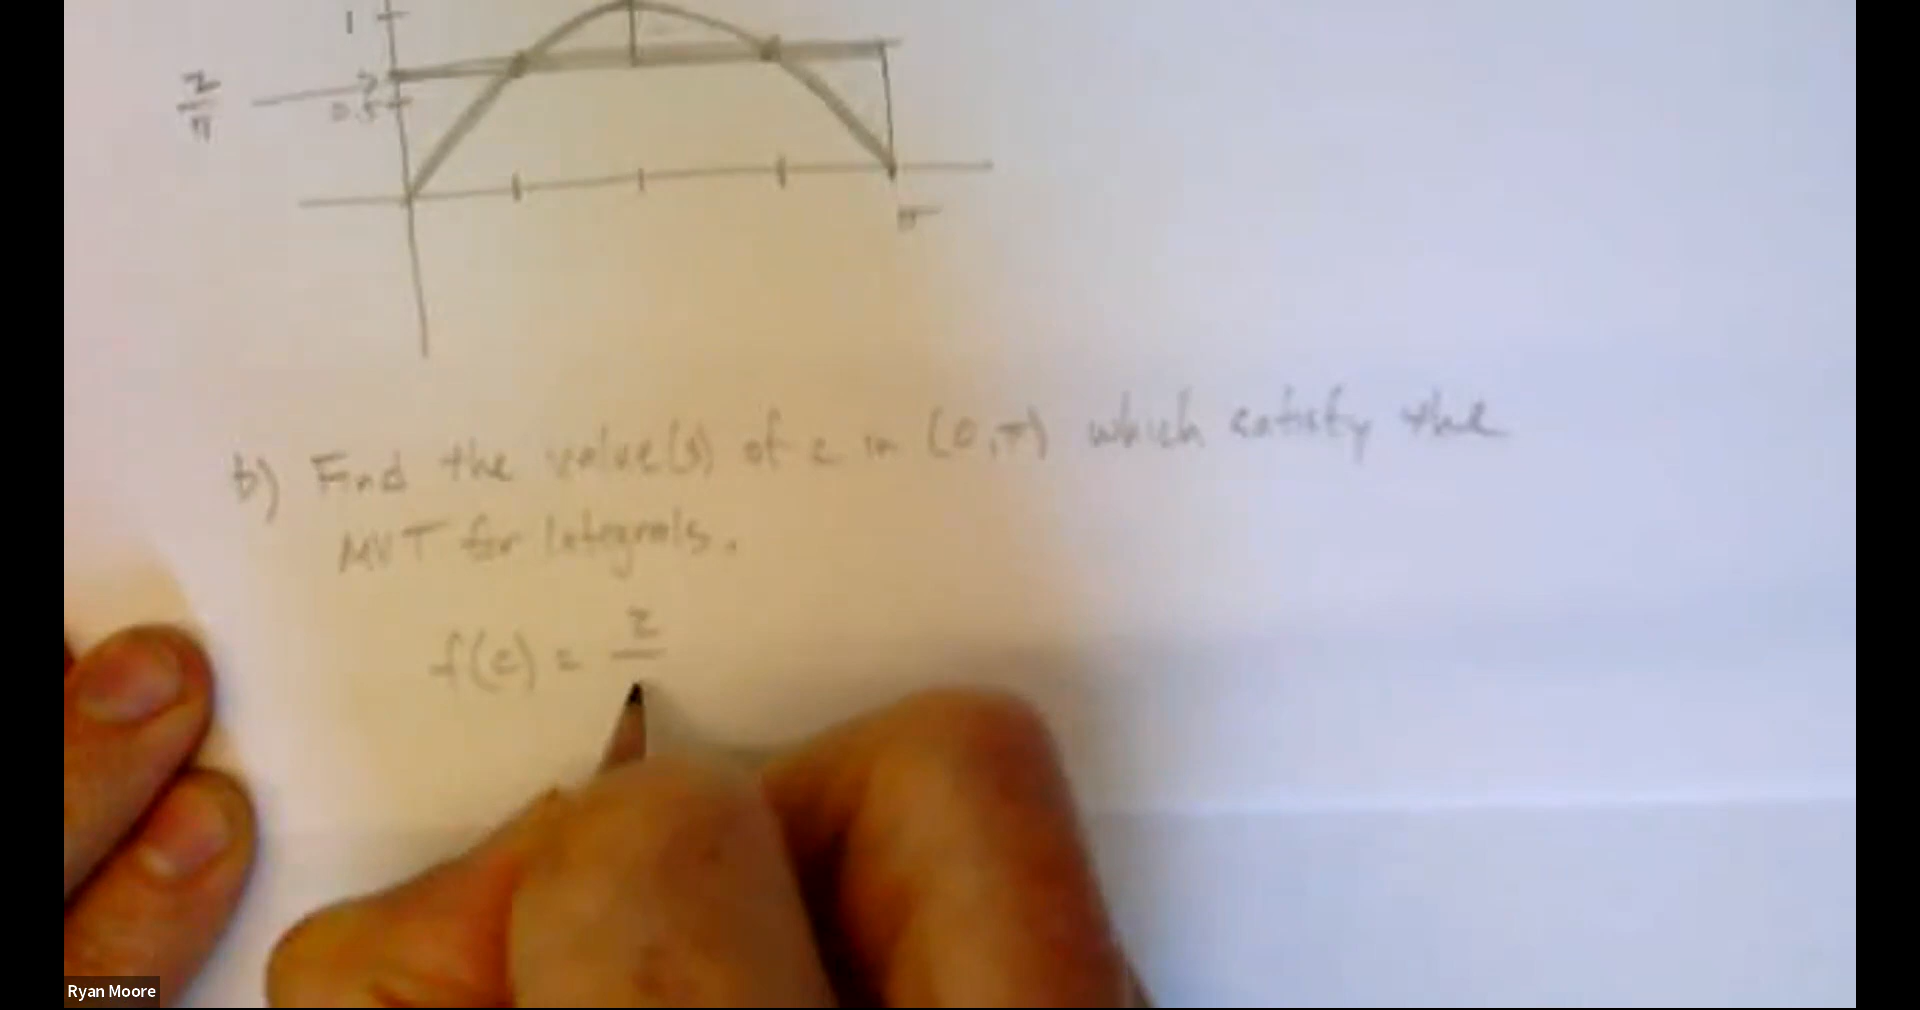 1
2
π
0.5
π
b) Find the value(s) of c in (0,π) which satisfy the
MVT for Integrals.
f(c) = 2
Ryan Moore